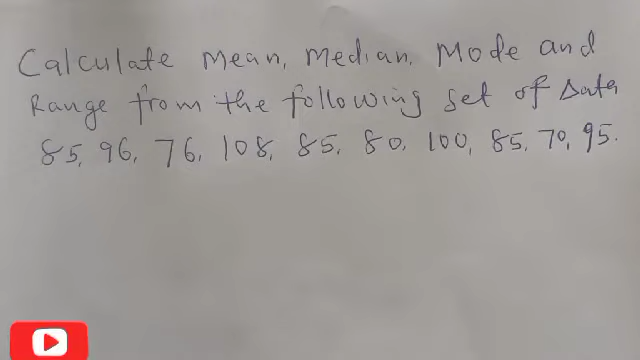 Calculate Mean, Median, Mode and
Range from the following set of Data
85, 96, 76, 108, 85, 80, 100, 85, 70, 95.